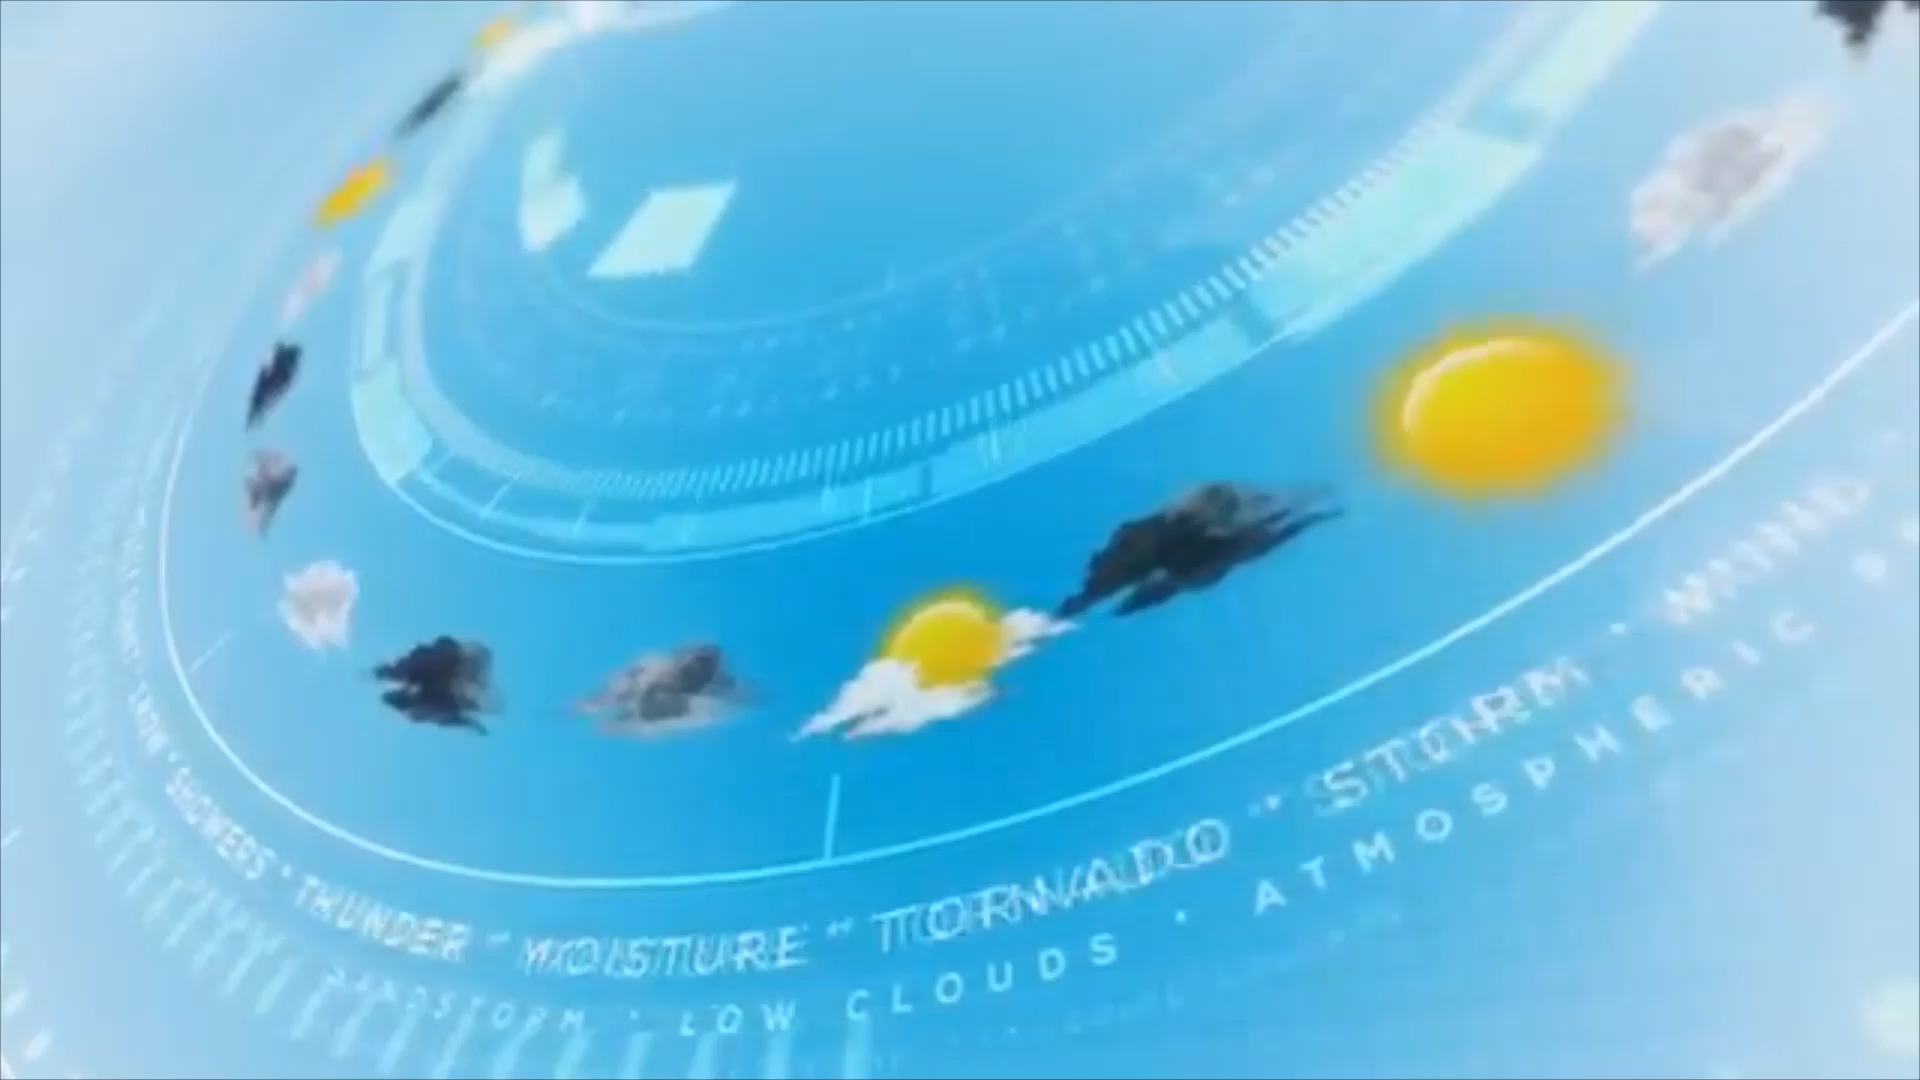 SHOWERS • THUNDER • MOISTURE • TORNADO • STORM • WIND
SANDSTORM • LOW CLOUDS • ATMOSPHERIC